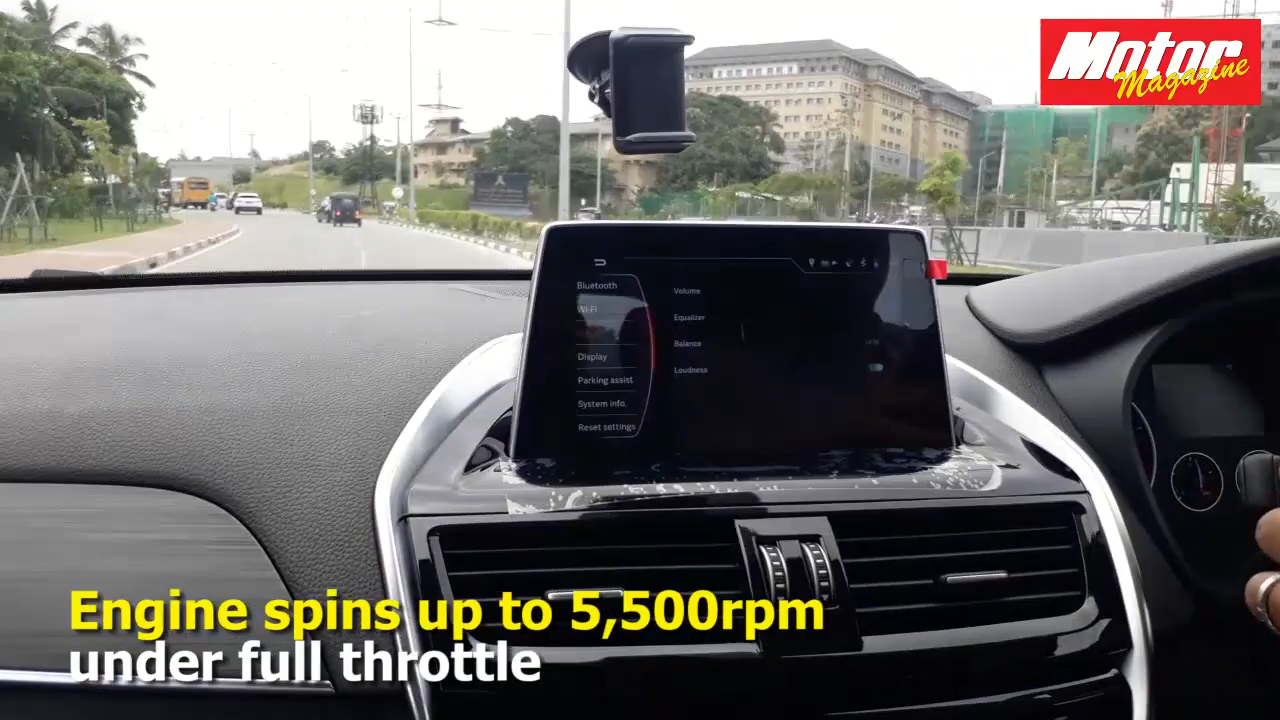 Motor
Magazine
Bluetooth
Wi-Fi
Display
Parking assist
System info.
Reset settings
Volume
Equalizer
Balance
Loudness
Engine spins up to 5,500rpm
under full throttle